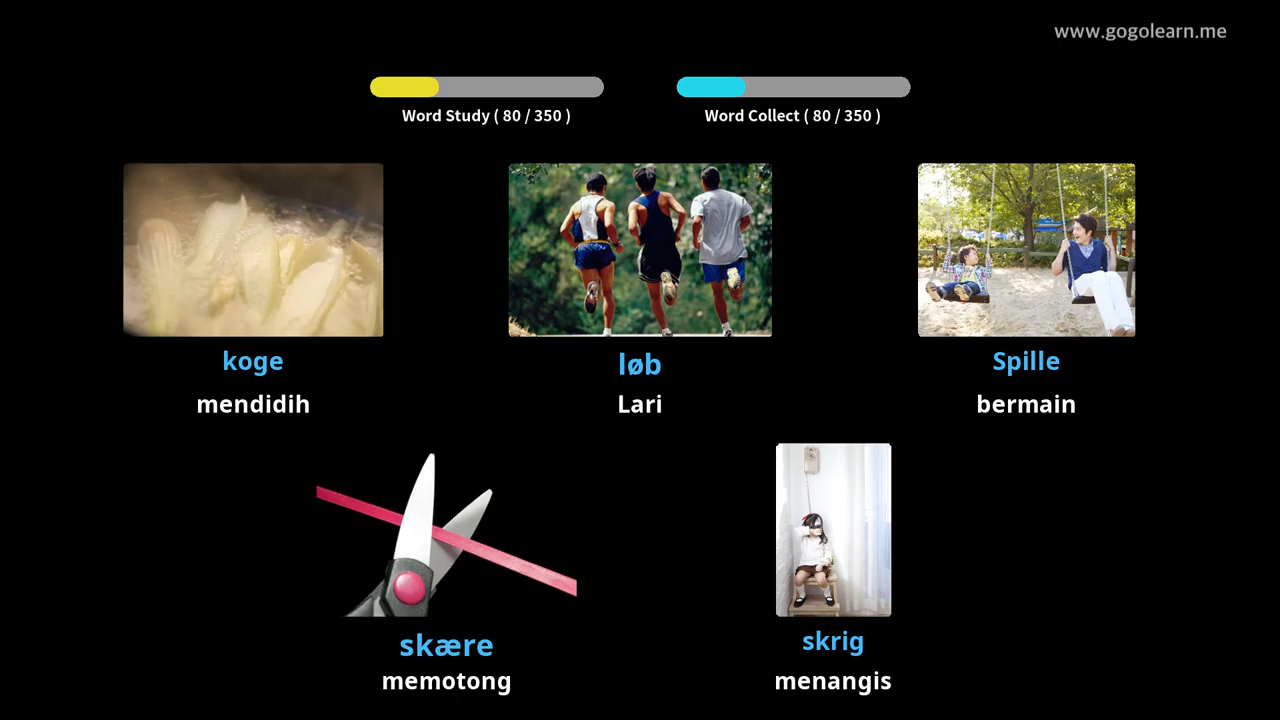 www.gogolearn.me
Word Study ( 80 / 350 )
Word Collect ( 80 / 350 )
koge
løb
Spille
mendidih
Lari
bermain
skære
skrig
memotong
menangis